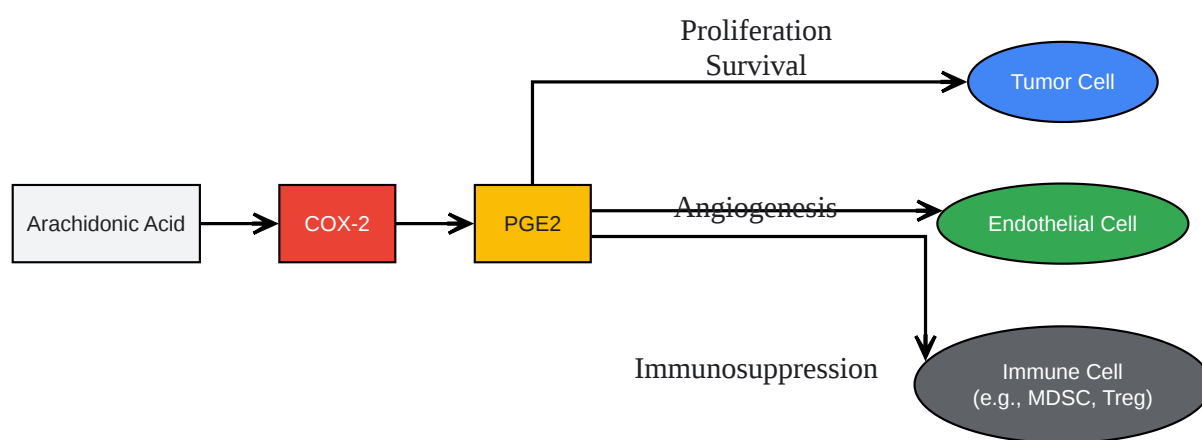 Proliferation
Survival
Tumor Cell
Arachidonic Acid
COX-2
PGE2
Angiogenesis
Endothelial Cell
Immunosuppression
Immune Cell
(e.g., MDSC, Treg)